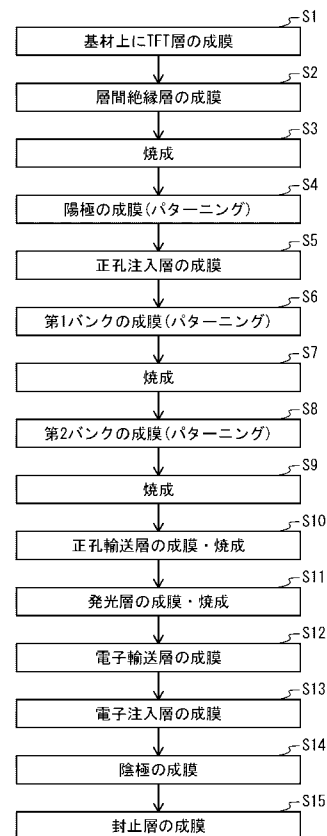 S1
基材上にTFT層の成膜
S2
層間絶縁層の成膜
S3
焼成
S4
陽極の成膜(パターニング)
S5
正孔注入層の成膜
S6
第1バンクの成膜(パターニング)
S7
焼成
S8
第2バンクの成膜(パターニング)
S9
焼成
S10
正孔輸送層の成膜・焼成
S11
発光層の成膜・焼成
S12
電子輸送層の成膜
S13
電子注入層の成膜
S14
陰極の成膜
S15
封止層の成膜